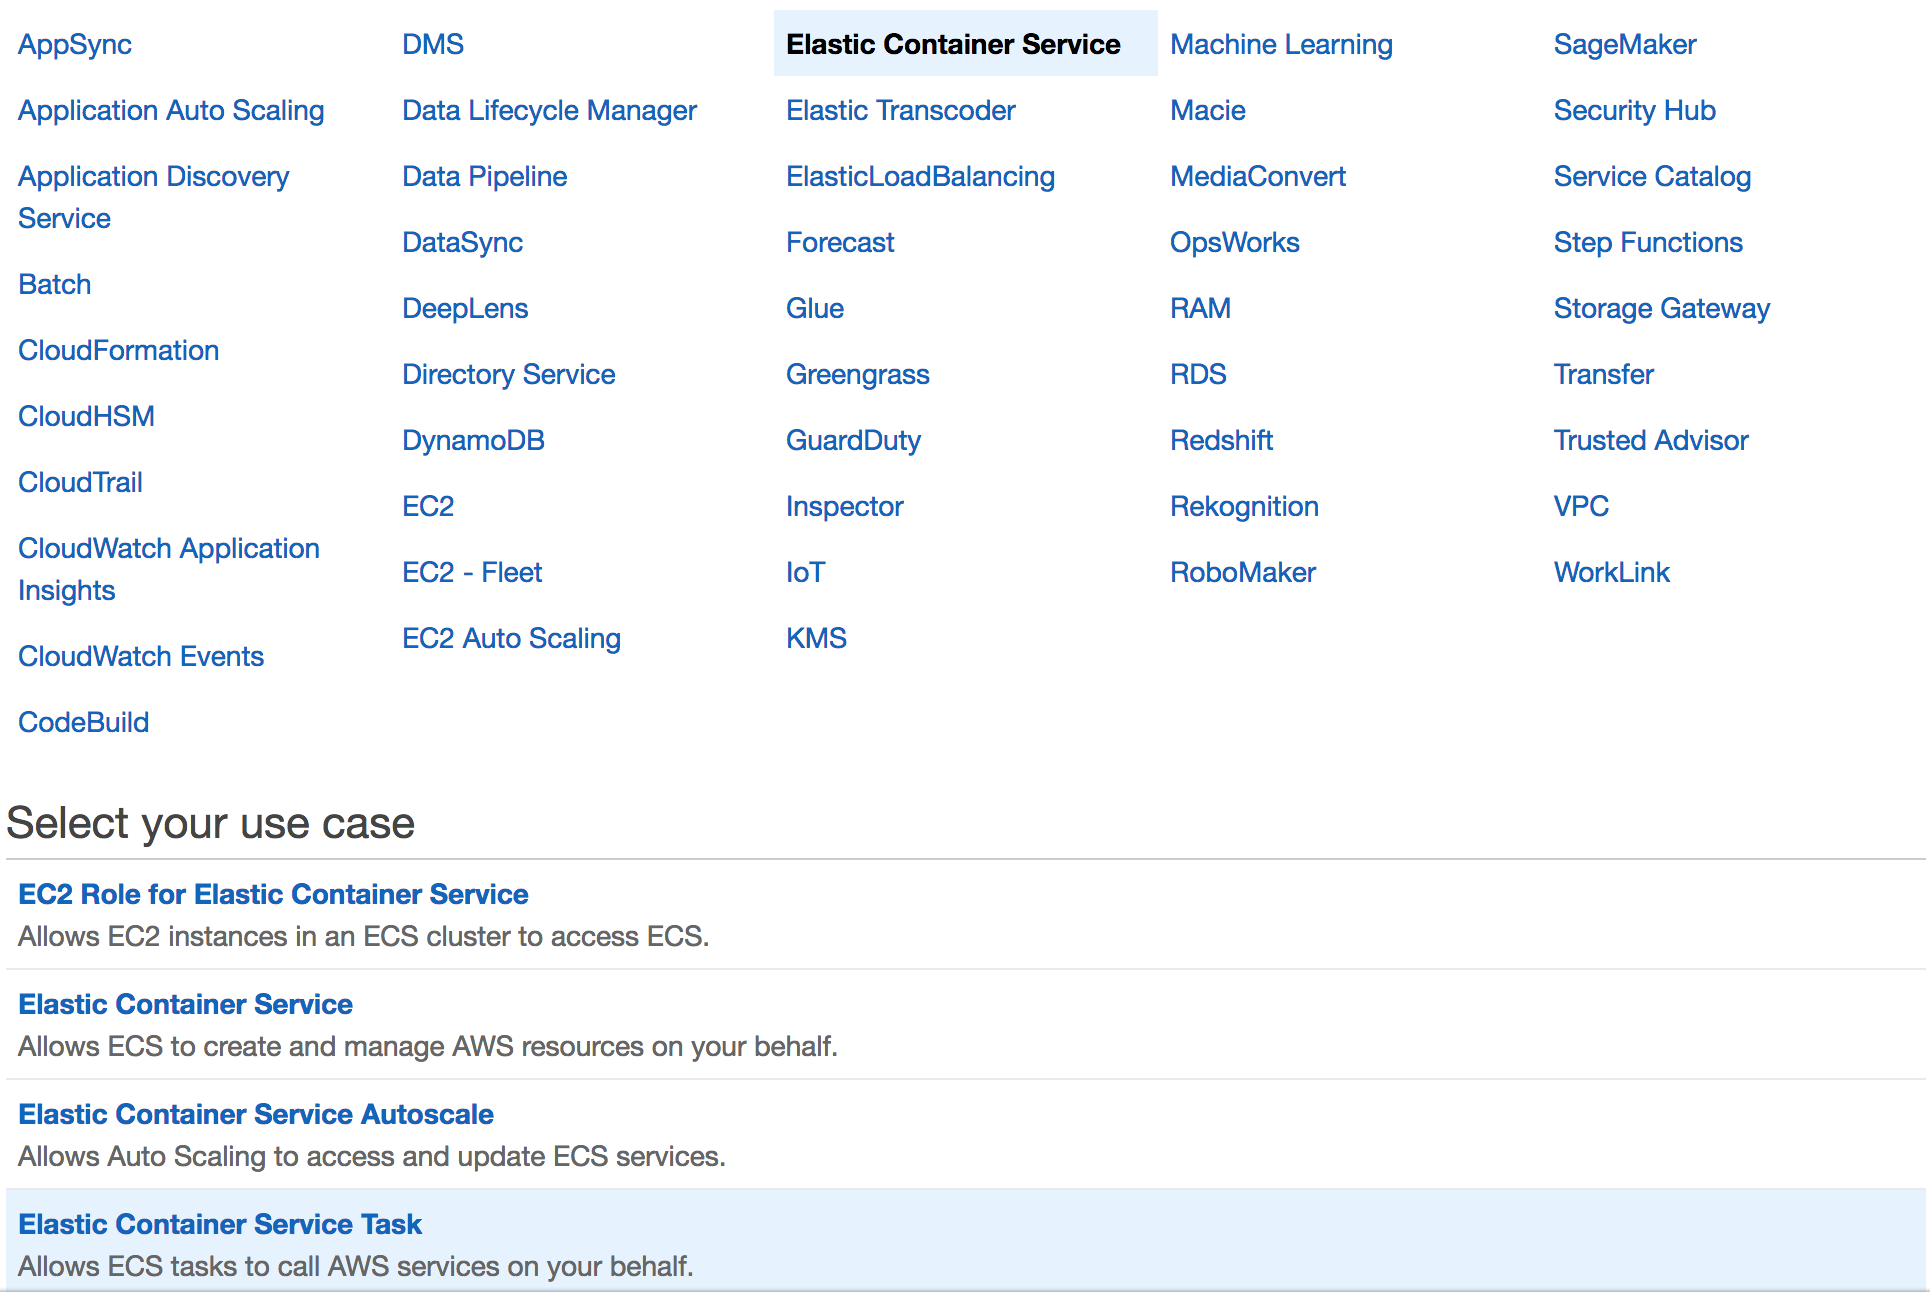 AppSync
Application Auto Scaling
Application Discovery
Service
Batch
CloudFormation
CloudHSM
CloudTrail
CloudWatch Application
Insights
CloudWatch Events
CodeBuild
DMS
Data Lifecycle Manager
Data Pipeline
DataSync
DeepLens
Directory Service
DynamoDB
EC2
EC2 - Fleet
EC2 Auto Scaling
Elastic Container Service
Elastic Transcoder
ElasticLoadBalancing
Forecast
Glue
Greengrass
GuardDuty
Inspector
IoT
KMS
Machine Learning
Macie
MediaConvert
OpsWorks
RAM
RDS
Redshift
Rekognition
RoboMaker
SageMaker
Security Hub
Service Catalog
Step Functions
Storage Gateway
Transfer
Trusted Advisor
VPC
WorkLink
Select your use case
EC2 Role for Elastic Container Service
Allows EC2 instances in an ECS cluster to access ECS.
Elastic Container Service
Allows ECS to create and manage AWS resources on your behalf.
Elastic Container Service Autoscale
Allows Auto Scaling to access and update ECS services.
Elastic Container Service Task
Allows ECS tasks to call AWS services on your behalf.